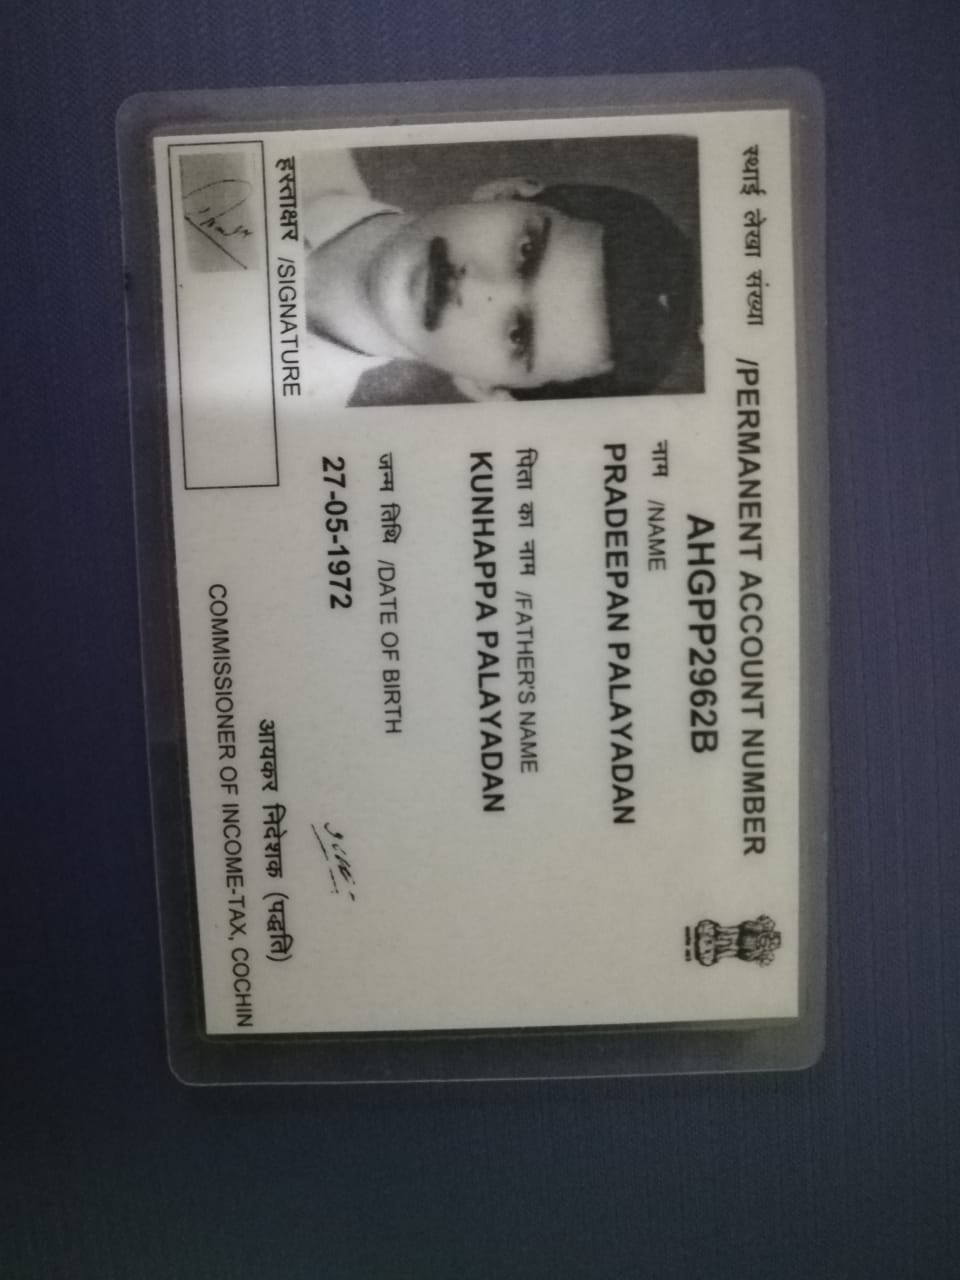 स्थाई लेखा संख्या /PERMANENT ACCOUNT NUMBER
AHGPP2962B
नाम /NAME
PRADEEPAN PALAYADAN
पिता का नाम /FATHER'S NAME
KUNHAPPA PALAYADAN
जन्म तिथि /DATE OF BIRTH
27-05-1972
हस्ताक्षर /SIGNATURE
आयकर निदेशक (पद्धति)
COMMISSIONER OF INCOME-TAX, COCHIN